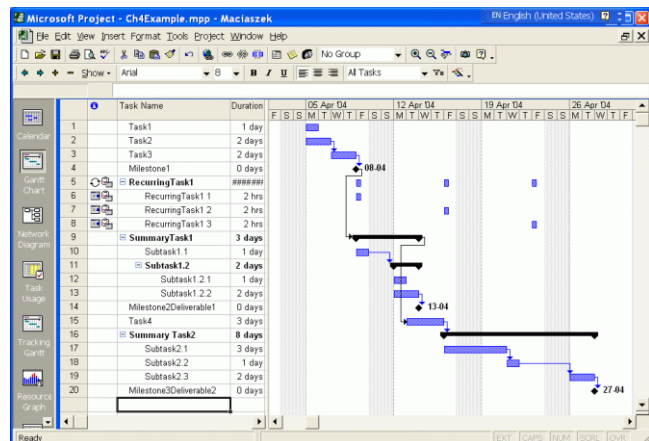 Microsoft Project - Ch4Example.mpp - Maciaszek
EN English (United States)
File Edit View Insert Format Tools Project Window Help
No Group
Show Arial 8 B I U All Tasks
Task Name Duration
05 Apr '04 12 Apr '04 19 Apr '04 26 Apr '04
F S S M T W T F S S M T W T F S S M T W T F S S M T W T F
1 Task1 1 day
2 Task2 2 days
3 Task3 2 days
4 Milestone1 0 days 08-04
5 RecurringTask1 #######
6 RecurringTask1 1 2 hrs
7 RecurringTask1 2 2 hrs
8 RecurringTask1 3 2 hrs
9 SummaryTask1 3 days
10 Subtask1.1 1 day
11 Subtask1.2 2 days
12 Subtask1.2.1 1 day
13 Subtask1.2.2 2 days
14 Milestone2Deliverable1 0 days 13-04
15 Task4 3 days
16 Summary Task2 8 days
17 Subtask2.1 3 days
18 Subtask2.2 1 day
19 Subtask2.3 2 days
20 Milestone3Deliverable2 0 days 27-04
Calendar
Gantt
Chart
Network
Diagram
Task
Usage
Tracking
Gantt
Resource
Graph
Ready
EXT CAPS NUM SCRL OVR